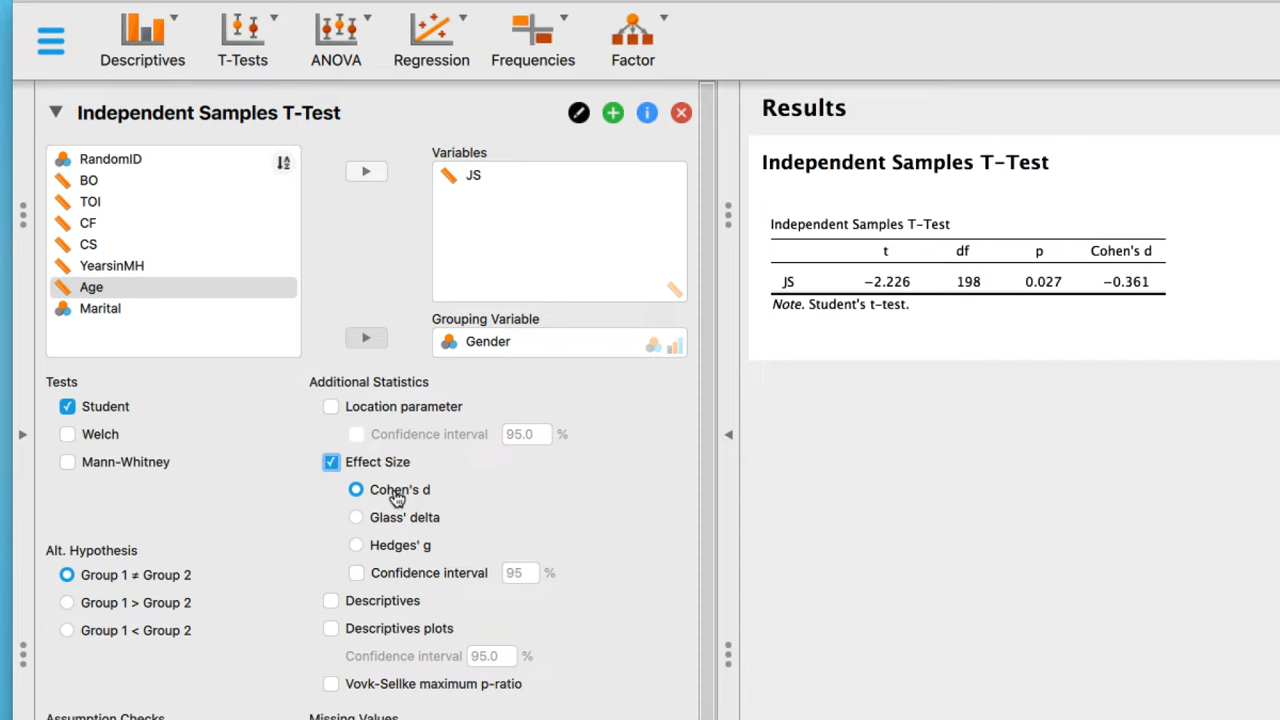 Descriptives
T-Tests
ANOVA
Regression
Frequencies
Factor
Independent Samples T-Test
RandomID
BO
TOI
CF
CS
YearsinMH
Age
Marital
Variables
JS
Grouping Variable
Gender
Tests
Student
Welch
Mann-Whitney
Alt. Hypothesis
Group 1 ≠ Group 2
Group 1 > Group 2
Group 1 < Group 2
Additional Statistics
Location parameter
Confidence interval 95.0 %
Effect Size
Cohen's d
Glass' delta
Hedges' g
Confidence interval 95 %
Descriptives
Descriptives plots
Confidence interval 95.0 %
Vovk-Sellke maximum p-ratio
Assumption Checks
Missing Values
Results
Independent Samples T-Test
Independent Samples T-Test
t df p Cohen's d
JS −2.226 198 0.027 −0.361
Note. Student's t-test.